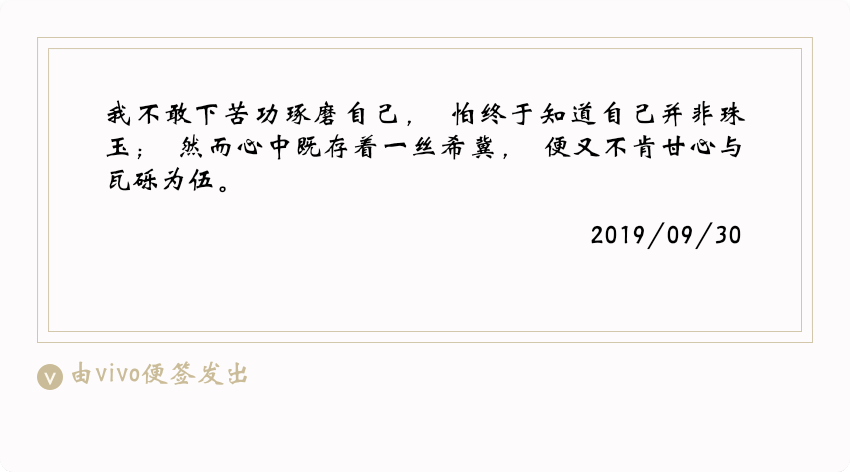 我不敢下苦功琢磨自己， 怕终于知道自己并非珠
玉； 然而心中既存着一丝希冀， 便又不肯甘心与
瓦砾为伍。
2019/09/30
由vivo便签发出